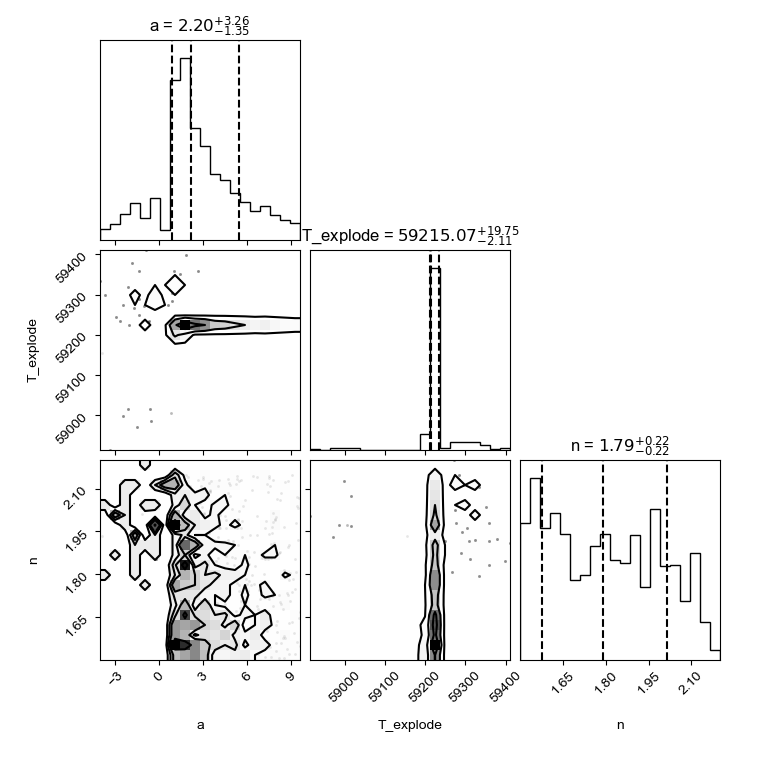 a = 2.20+3.26−1.35
T_explode = 59215.07+19.75−2.11
59400
59300
59200
59100
59000
T_explode
n = 1.79+0.22−0.22
2.10
1.95
1.80
1.65
n
−3 0 3 6 9
59000 59100 59200 59300 59400
1.65 1.80 1.95 2.10
a
T_explode
n